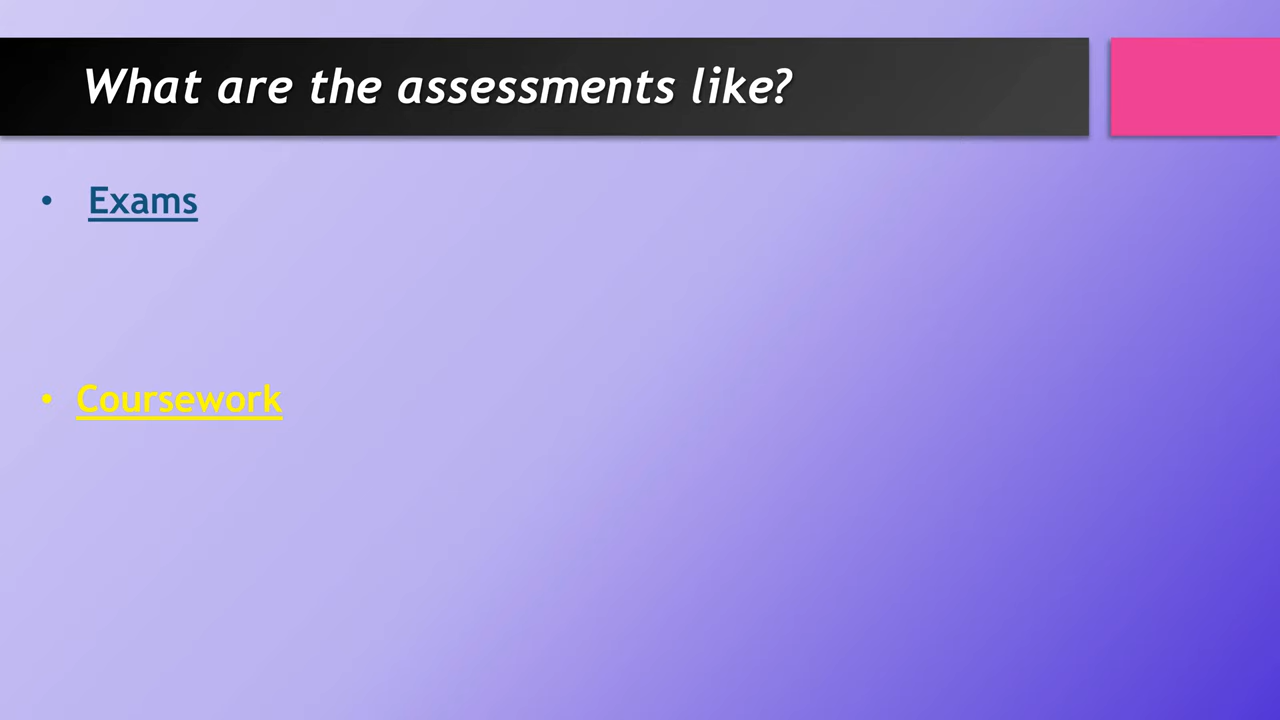 What are the assessments like?
• Exams
• Coursework